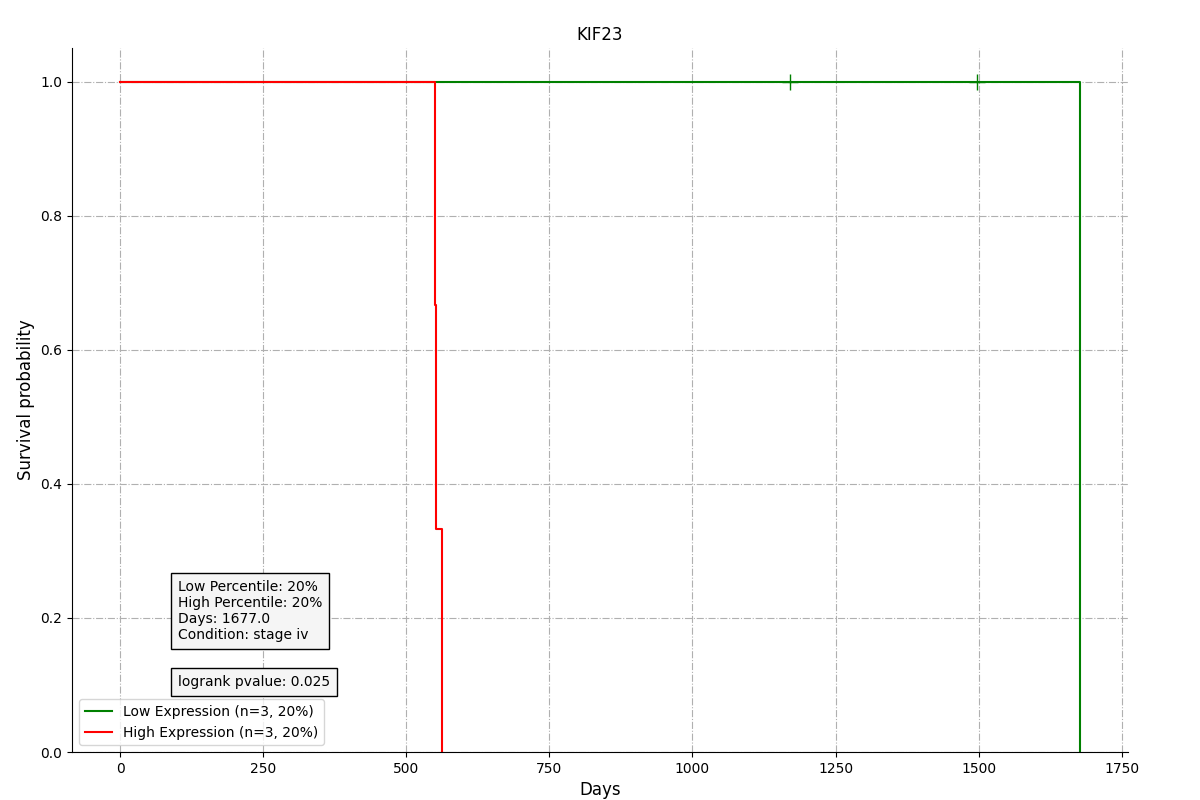 KIF23
Survival probability
1.0
0.8
0.6
0.4
0.2
0.0
Low Percentile: 20%
High Percentile: 20%
Days: 1677.0
Condition: stage iv
logrank pvalue: 0.025
Low Expression (n=3, 20%)
High Expression (n=3, 20%)
0
250
500
750
1000
1250
1500
1750
Days